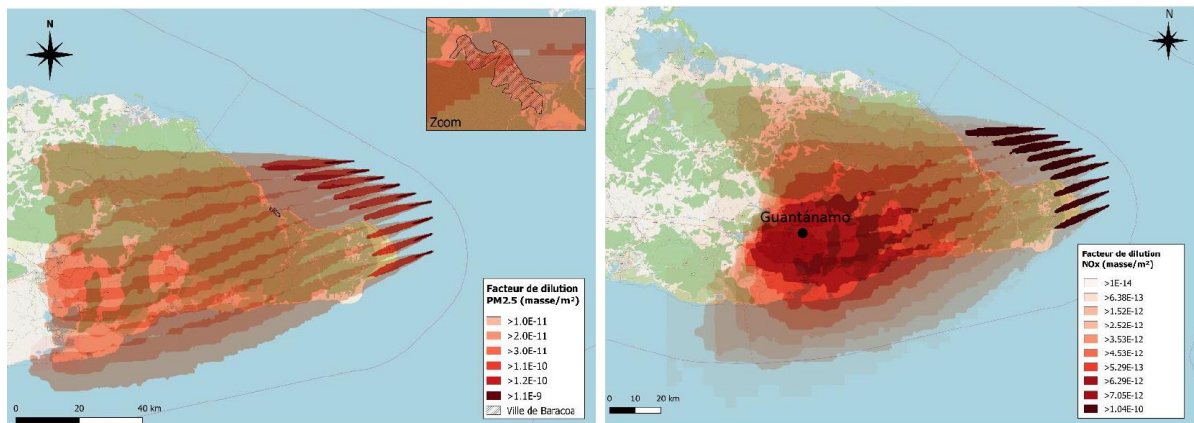 N
Zoom
Facteur de dilution
PM2.5 (masse/m²)
>1.0E-11
>2.0E-11
>3.0E-11
>1.1E-10
>1.2E-10
>1.1E-9
Ville de Baracoa
0 20 40 km
N
Guantánamo
Facteur de dilution
NOx (masse/m²)
>1E-14
>6.38E-13
>1.52E-12
>2.52E-12
>3.53E-12
>4.53E-12
>5.29E-13
>6.29E-12
>7.05E-12
>1.04E-10
0 10 20 km